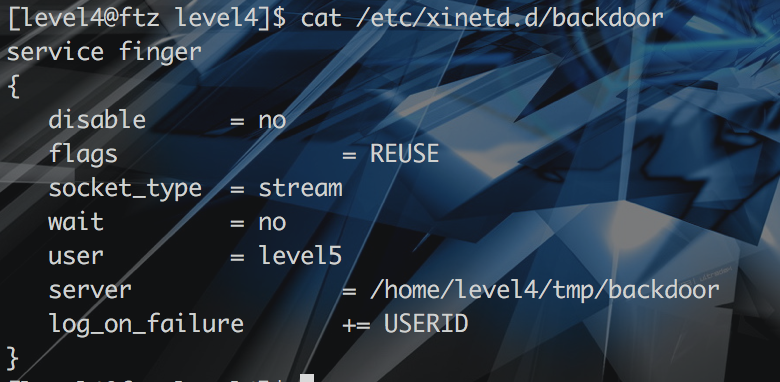 [level4@ftz level4]$ cat /etc/xinetd.d/backdoor
service finger
{
disable = no
flags = REUSE
socket_type = stream
wait = no
user = level5
server = /home/level4/tmp/backdoor
log_on_failure += USERID
}